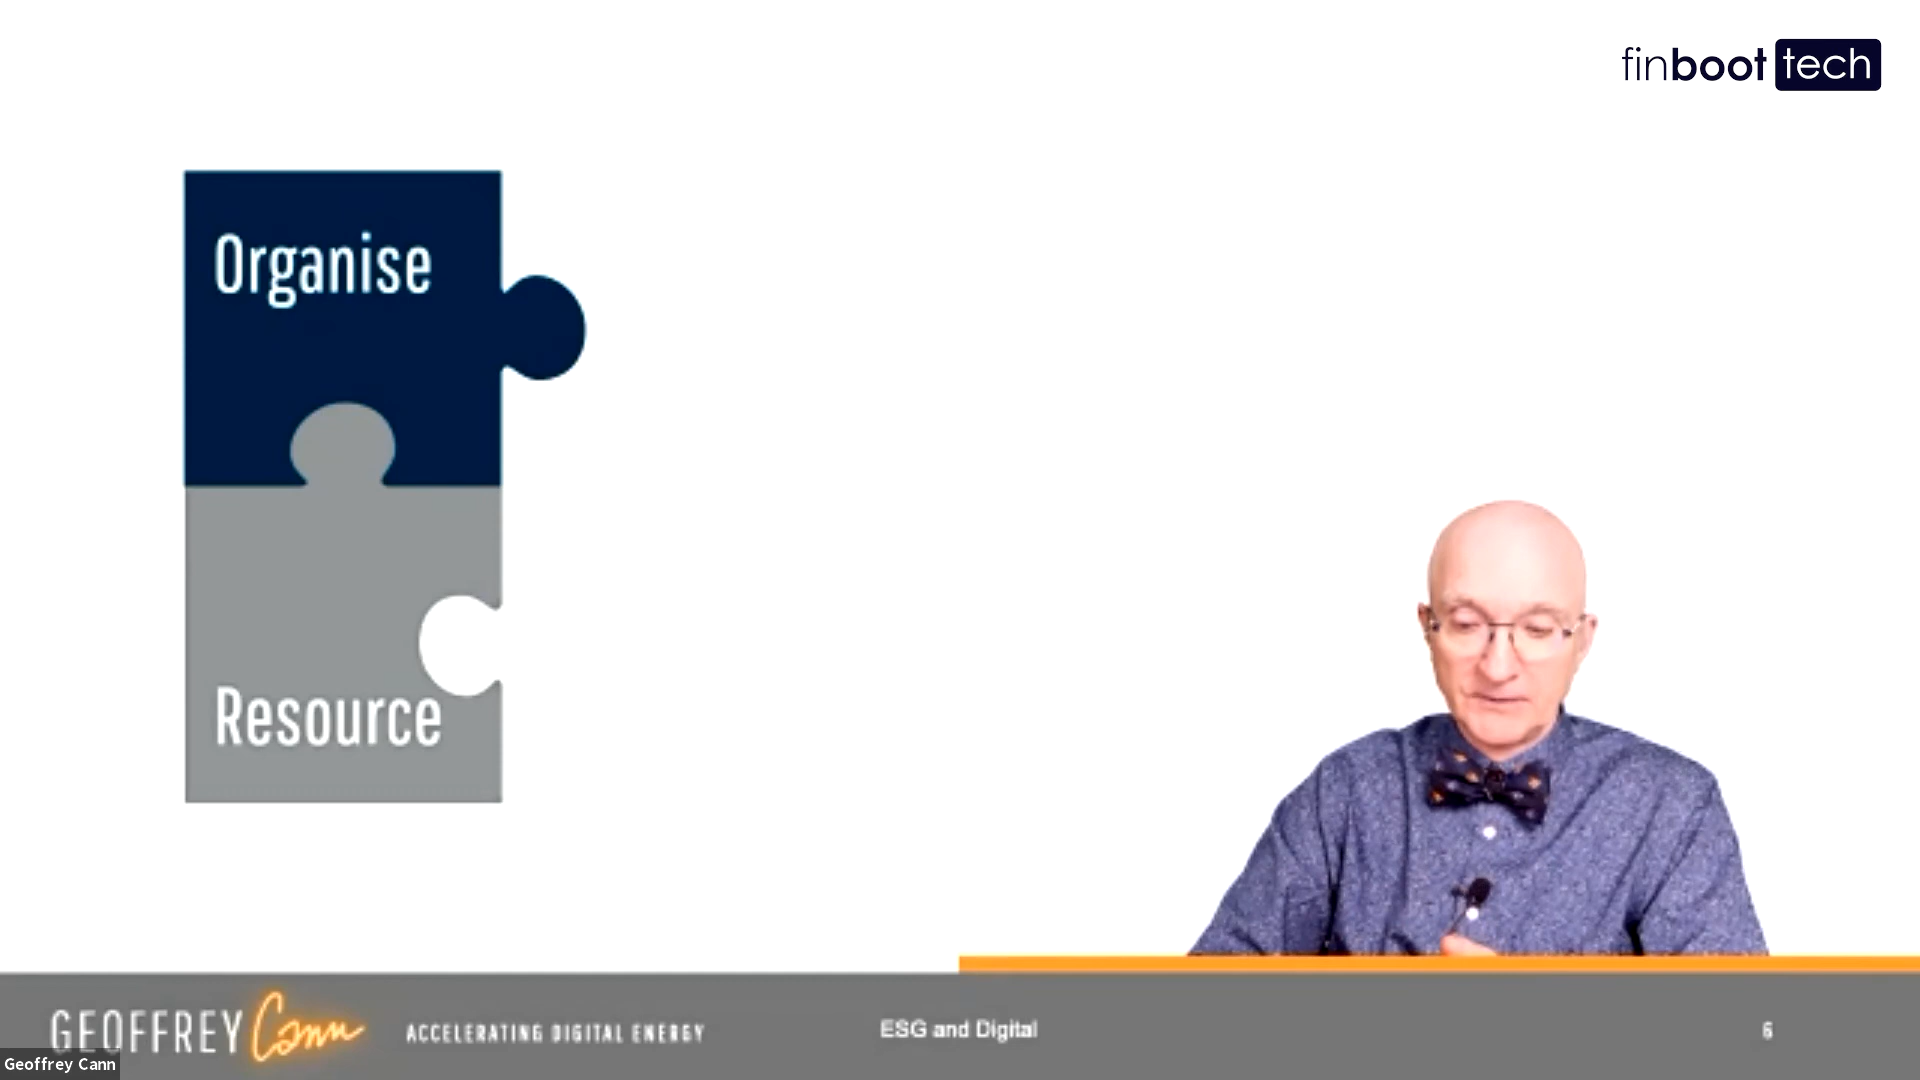 finboot tech
Organise
Resource
GEOFFREY Cann
ACCELERATING DIGITAL ENERGY
ESG and Digital
6
Geoffrey Cann